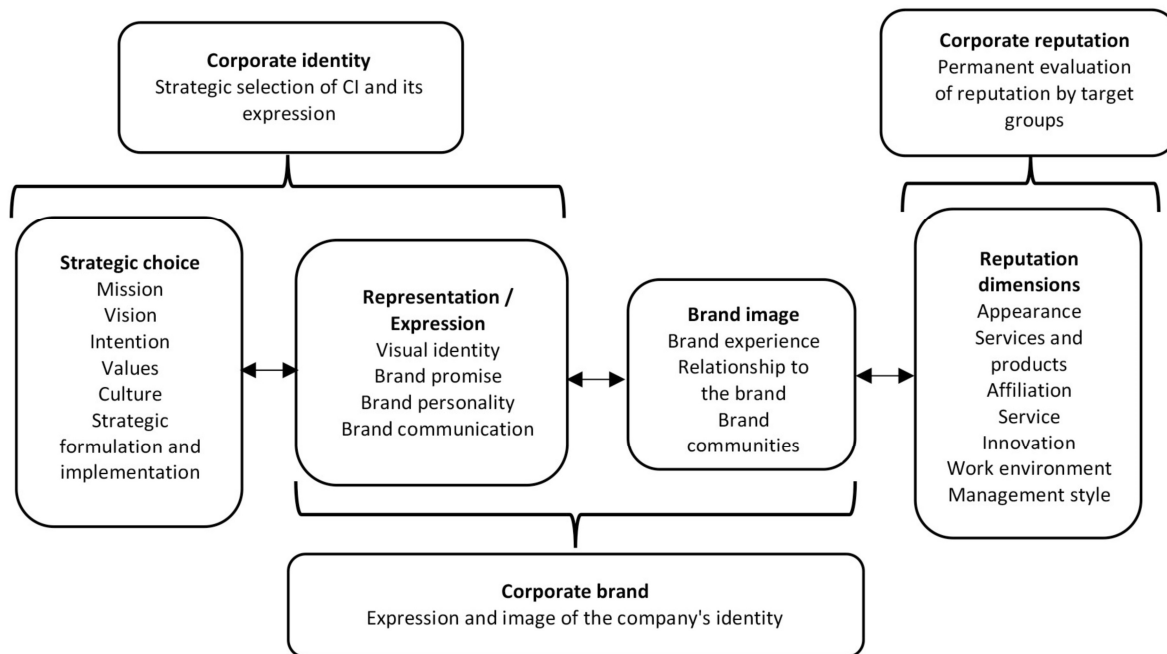 Corporate identity
Strategic selection of CI and its
expression
Corporate reputation
Permanent evaluation
of reputation by target
groups
Strategic choice
Mission
Vision
Intention
Values
Culture
Strategic
formulation and
implementation
Representation /
Expression
Visual identity
Brand promise
Brand personality
Brand communication
Brand image
Brand experience
Relationship to
the brand
Brand
communities
Reputation
dimensions
Appearance
Services and
products
Affiliation
Service
Innovation
Work environment
Management style
Corporate brand
Expression and image of the company's identity